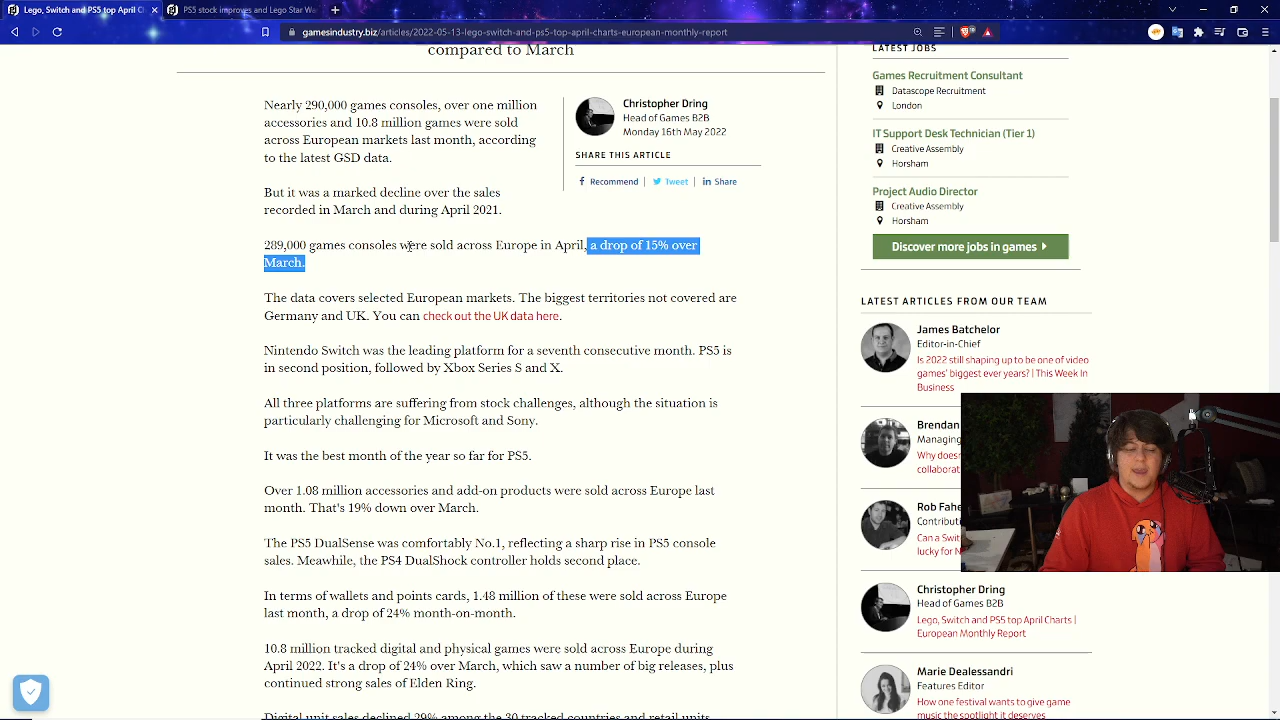 Lego, Switch and PS5 top April C
PS5 stock improves and Lego Star Wa
gamesindustry.biz/articles/2022-05-13-lego-switch-and-ps5-top-april-charts-european-monthly-report
compared to March
Nearly 290,000 games consoles, over one million
accessories and 10.8 million games were sold
across European markets last month, according
to the latest GSD data.
But it was a marked decline over the sales
recorded in March and during April 2021.
Christopher Dring
Head of Games B2B
Monday 16th May 2022
SHARE THIS ARTICLE
Recommend
Tweet
Share
289,000 games consoles were sold across Europe in April, a drop of 15% over
March.
The data covers selected European markets. The biggest territories not covered are
Germany and UK. You can check out the UK data here.
Nintendo Switch was the leading platform for a seventh consecutive month. PS5 is
in second position, followed by Xbox Series S and X.
All three platforms are suffering from stock challenges, although the situation is
particularly challenging for Microsoft and Sony.
It was the best month of the year so far for PS5.
Over 1.08 million accessories and add-on products were sold across Europe last
month. That's 19% down over March.
The PS5 DualSense was comfortably No.1, reflecting a sharp rise in PS5 console
sales. Meawhile, the PS4 DualShock controller holds second place.
In terms of wallets and points cards, 1.48 million of these were sold across Europe
last month, a drop of 24% month-on-month.
10.8 million tracked digital and physical games were sold across Europe during
April 2022. It's a drop of 24% over March, which saw a number of big releases, plus
continued strong sales of Elden Ring.
Digital unit sales declined 29% among the 30 tracked countries and retail units
LATEST JOBS
Games Recruitment Consultant
Datascope Recruitment
London
IT Support Desk Technician (Tier 1)
Creative Assembly
Horsham
Project Audio Director
Creative Assembly
Horsham
Discover more jobs in games
LATEST ARTICLES FROM OUR TEAM
James Batchelor
Editor-in-Chief
Is 2022 still shaping up to be one of video
games' biggest ever years? | This Week In
Business
Brendan
Managing
Why does
collaborat
Rob Fahe
Contributi
Can a Swit
lucky for N
Christopher Dring
Head of Games B2B
Lego, Switch and PS5 top April Charts |
European Monthly Report
Marie Dealessandri
Features Editor
How one festival wants to give game
music the spotlight it deserves